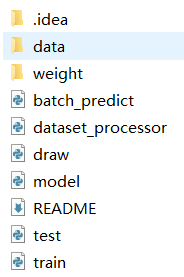 .idea
data
weight
batch_predict
dataset_processor
draw
model
README
test
train